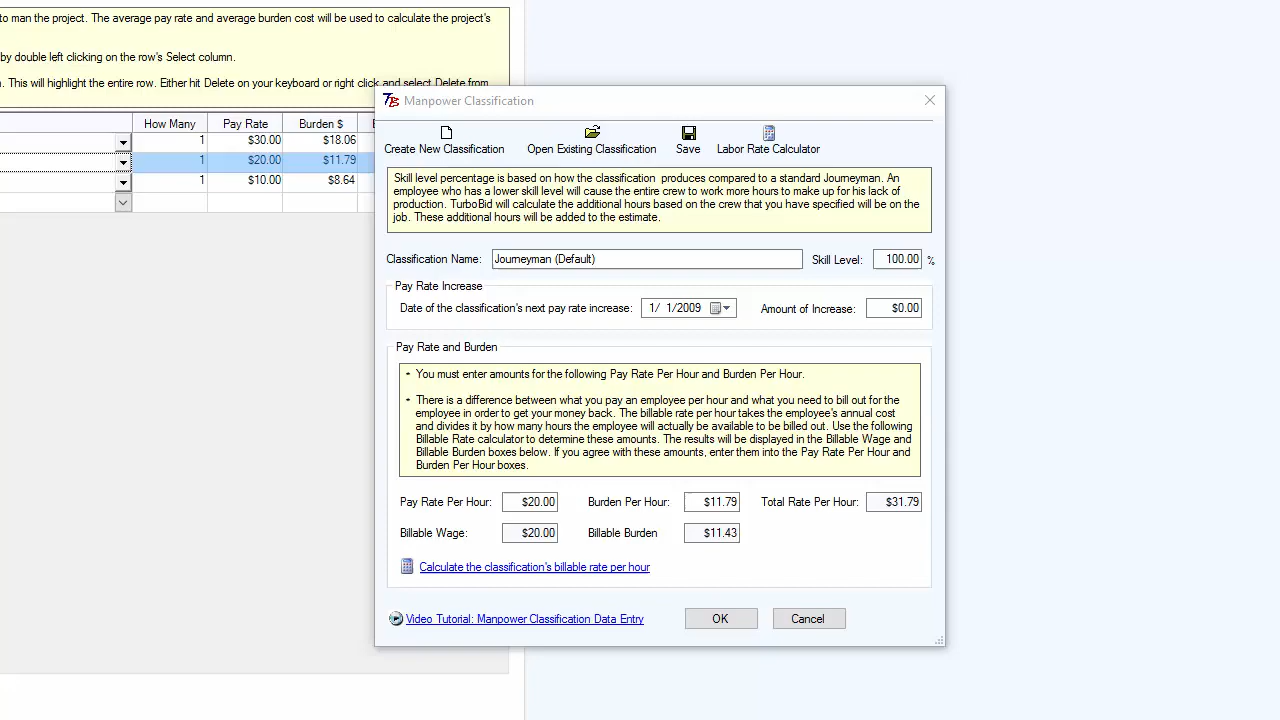 to man the project. The average pay rate and average burden cost will be used to calculate the project's
by double left clicking on the row's Select column.
. This will highlight the entire row. Either hit Delete on your keyboard or right click and select Delete from
How Many Pay Rate Burden $
1 $30.00 $18.06
1 $20.00 $11.79
1 $10.00 $8.64
TB Manpower Classification
Create New Classification Open Existing Classification Save Labor Rate Calculator
Skill level percentage is based on how the classification produces compared to a standard Journeyman. An
employee who has a lower skill level will cause the entire crew to work more hours to make up for his lack of
production. TurboBid will calculate the additional hours based on the crew that you have specified will be on the
job. These additional hours will be added to the estimate.
Classification Name: Journeyman (Default) Skill Level: 100.00 %
Pay Rate Increase
Date of the classification's next pay rate increase: 1/ 1/2009 Amount of Increase: $0.00
Pay Rate and Burden
• You must enter amounts for the following Pay Rate Per Hour and Burden Per Hour.
• There is a difference between what you pay an employee per hour and what you need to bill out for the
employee in order to get your money back. The billable rate per hour takes the employee's annual cost
and divides it by how many hours the employee will actually be available to be billed out. Use the following
Billable Rate calculator to determine these amounts. The results will be displayed in the Billable Wage and
Billable Burden boxes below. If you agree with these amounts, enter them into the Pay Rate Per Hour and
Burden Per Hour boxes.
Pay Rate Per Hour: $20.00 Burden Per Hour: $11.79 Total Rate Per Hour: $31.79
Billable Wage: $20.00 Billable Burden $11.43
Calculate the classification's billable rate per hour
Video Tutorial: Manpower Classification Data Entry OK Cancel